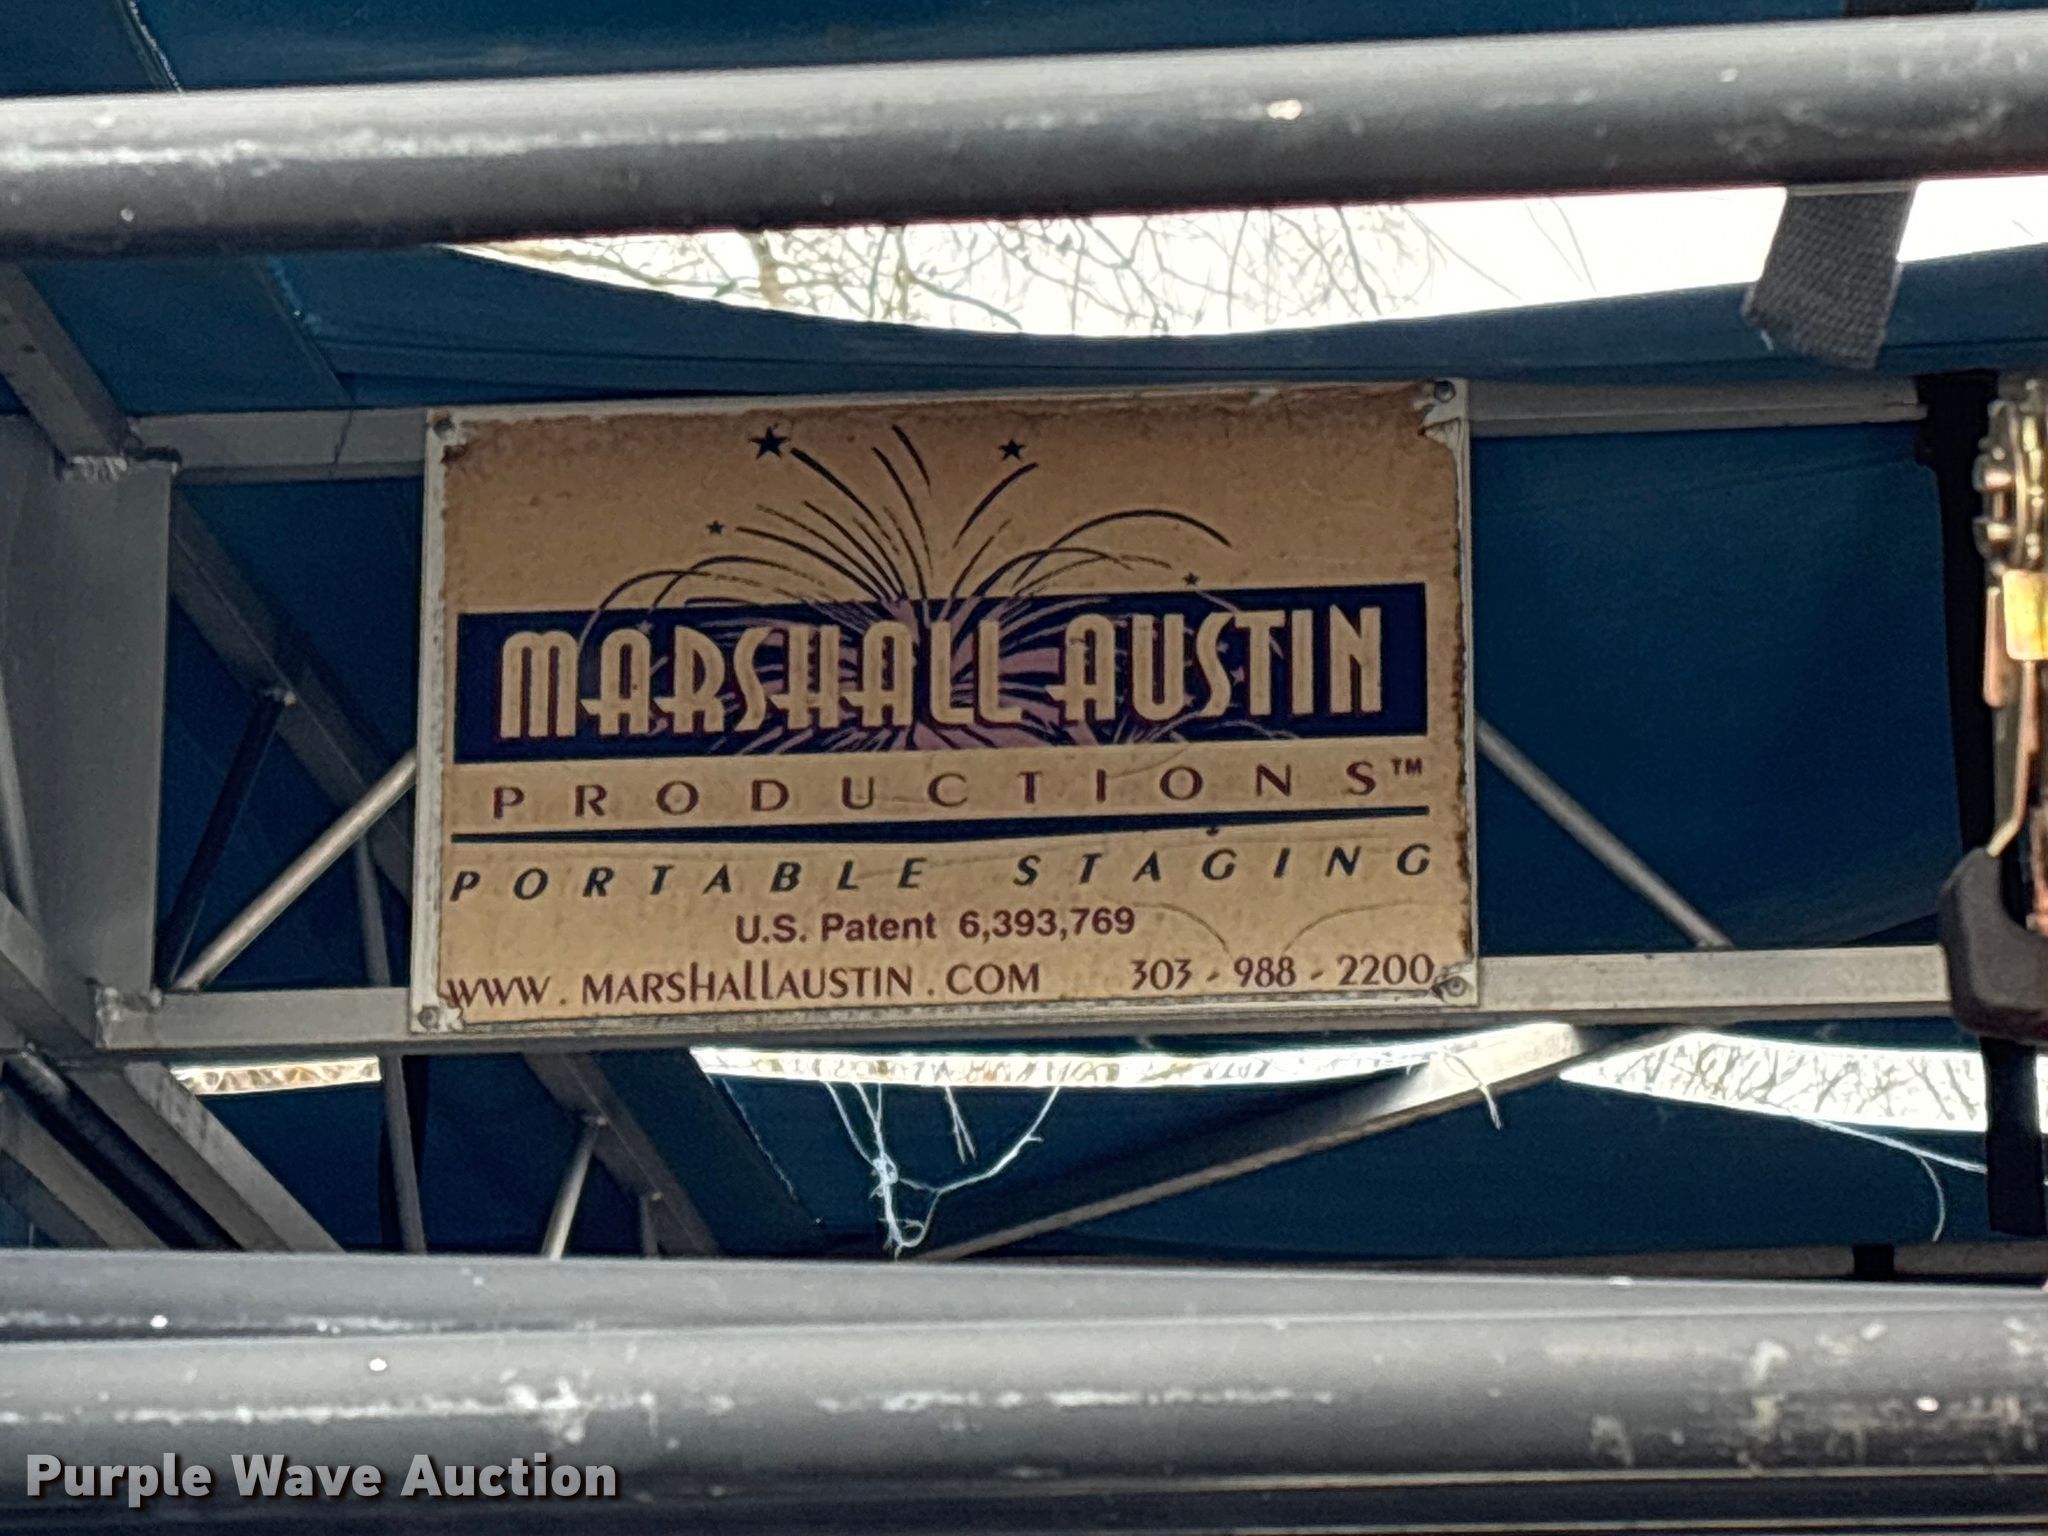 MARSHALL AUSTIN
PRODUCTIONS™
PORTABLE STAGING
U.S. Patent 6,393,769
WWW.MARSHALLAUSTIN.COM 303-988-2200
Purple Wave Auction